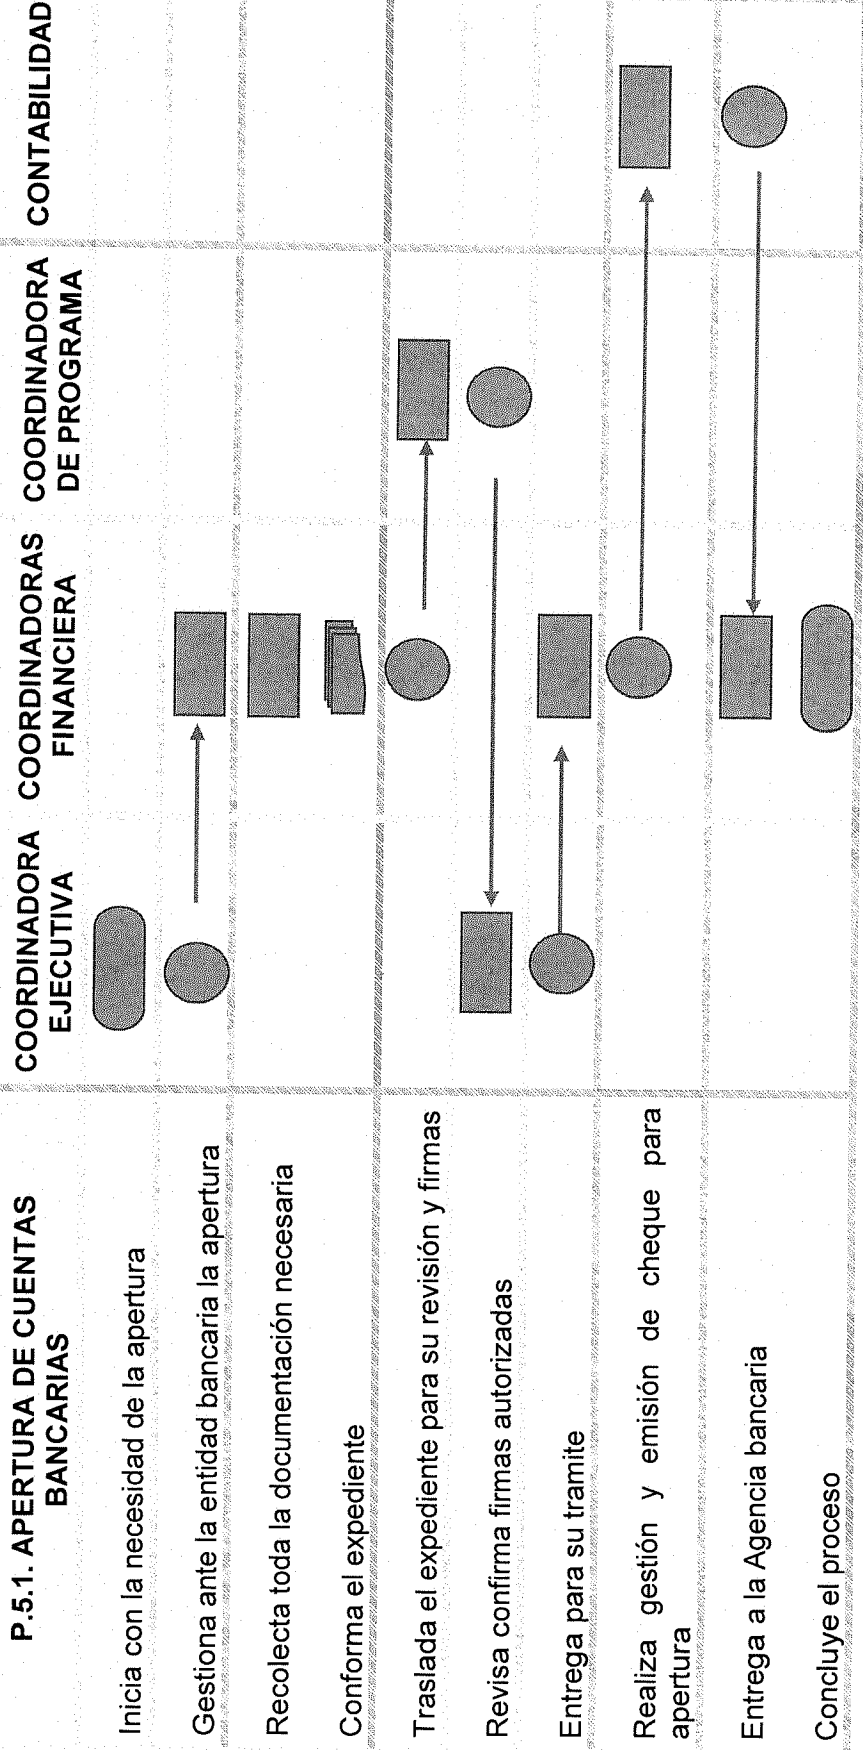 P.5.1. APERTURA DE CUENTAS
BANCARIAS
COORDINADORA
EJECUTIVA
COORDINADORAS
FINANCIERA
COORDINADORA
DE PROGRAMA
CONTABILIDAD
Inicia con la necesidad de la apertura
Gestiona ante la entidad bancaria la apertura
Recolecta toda la documentación necesaria
Conforma el expediente
Traslada el expediente para su revisión y firmas
Revisa confirma firmas autorizadas
Entrega para su tramite
Realiza gestión y emisión de cheque para
apertura
Entrega a la Agencia bancaria
Concluye el proceso